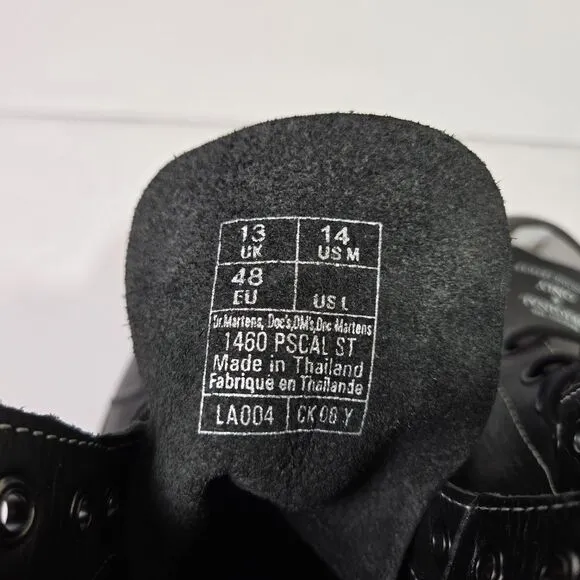 13 14
UK US M
48
EU US L
Dr.Martens, Doc's,DM's,Doc Martens
1460 PSCAL ST
Made in Thailand
Fabriqué en Thaïlande
LA004 CK 08 Y